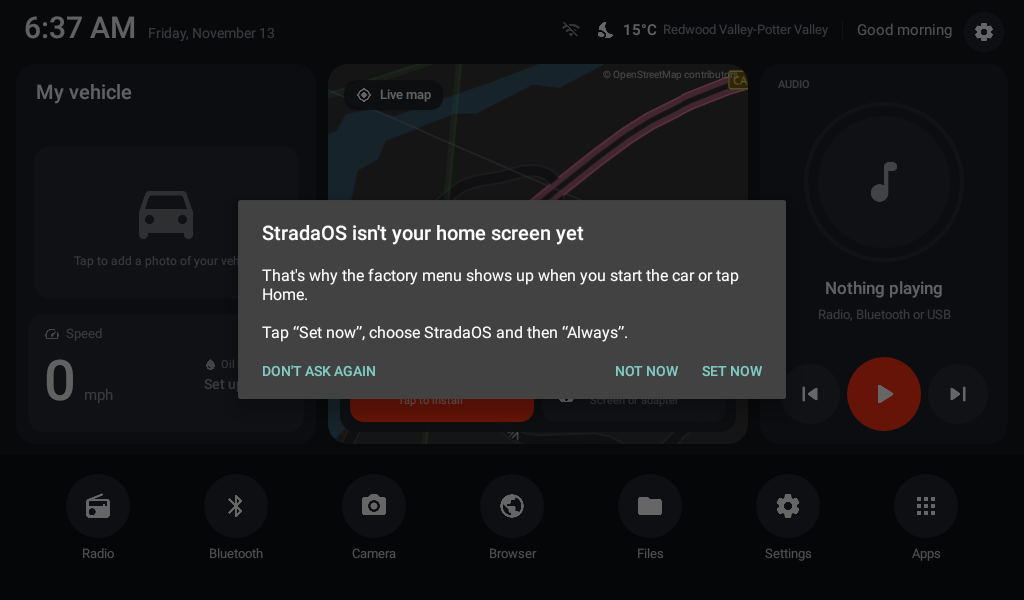 6:37 AM
Friday, November 13
15°C
Redwood Valley-Potter Valley
Good morning
My vehicle
Live map
© OpenStreetMap contributors
CA
AUDIO
Tap to add a photo of your
StradaOS isn't your home screen yet
That's why the factory menu shows up when you start the car or tap
Home.
Tap “Set now”, choose StradaOS and then “Always”.
DON'T ASK AGAIN
NOT NOW
SET NOW
Nothing playing
Radio, Bluetooth or USB
Speed
0 mph
Oil
Set
Tap to install
Screen or adapter
Radio
Bluetooth
Camera
Browser
Files
Settings
Apps